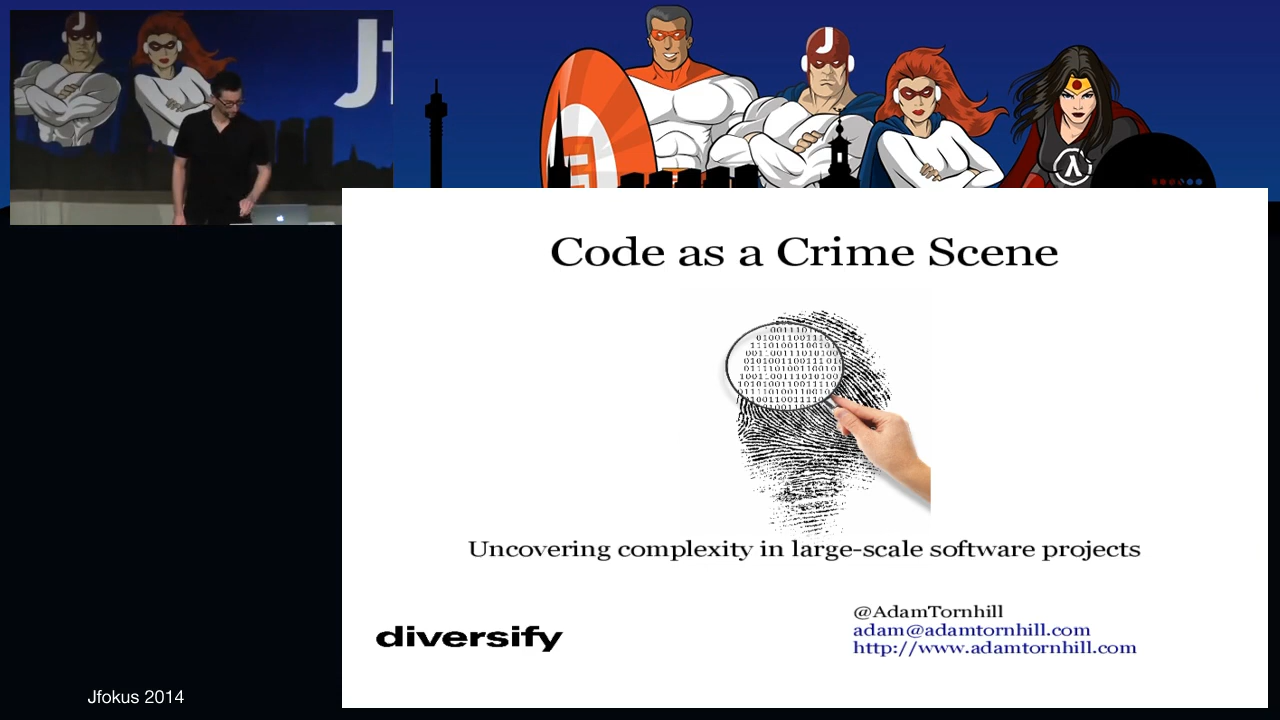 J
Jf
J
λ
Code as a Crime Scene
Uncovering complexity in large-scale software projects
@AdamTornhill
adam@adamtornhill.com
http://www.adamtornhill.com
diversify
Jfokus 2014